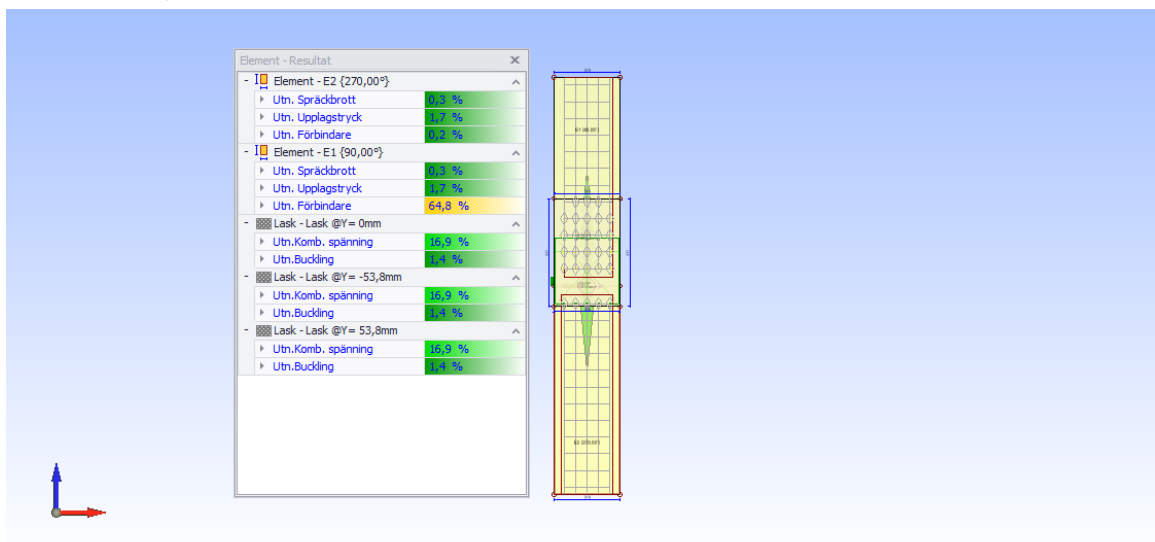 Element - Resultat
Element - E2 {270,00°}
Utn. Spräckbrott 0,3 %
Utn. Upplagstryck 1,7 %
Utn. Förbindare 0,2 %
Element - E1 {90,00°}
Utn. Spräckbrott 0,3 %
Utn. Upplagstryck 1,7 %
Utn. Förbindare 64,8 %
Lask - Lask @Y= 0mm
Utn.Komb. spänning 16,9 %
Utn.Buckling 1,4 %
Lask - Lask @Y= -53,8mm
Utn.Komb. spänning 16,9 %
Utn.Buckling 1,4 %
Lask - Lask @Y= 53,8mm
Utn.Komb. spänning 16,9 %
Utn.Buckling 1,4 %